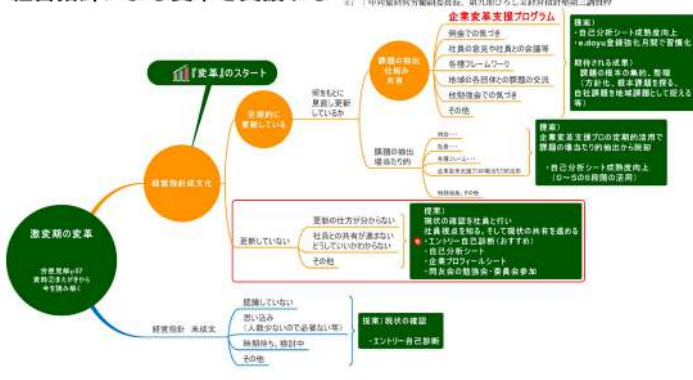 企業変革支援プログラム
例会での気づき
社員の意見や社員との会議等
各種フレームワーク
地域の各団体との課題の交流
他勉強会での気づき
その他
課題の抽出
仕組み
共有
提案）
・自己分析シート成熟度向上
・e.doyu登録強化月間で習慣化
期待される成果）
課題の根本の集約、整理
（方針化、根本課題を探る、
自社課題を地域課題として捉える
等）
『変革』のスタート
定期的に
更新している
何をもとに
見直し更新
しているか
課題の抽出
場当たり的
例会・・・
社員・・・
各種フレーム・・・
提案）
企業変革支援プロの定期的活用で
課題の場当たり的抽出から脱却
・自己分析シート成熟度向上
（0～5の6段階の活用）
経営指針成文化
更新していない
更新の仕方が分からない
社員との共有が進まない
どうしていいかわからない
その他
提案）
現状の確認を社員と行い
社員視点を知る。そして現状の共有を進める
・エントリー自己診断（おすすめ）
・自己分析シート
・企業プロフィールシート
・同友会の勉強会・委員会参加
激変期の変革
今を読み解く
経営指針 未成文
認識していない
思い込み
（人数少ないので必要ない等）
時期待ち、検討中
その他
提案）現状の確認
・エントリー自己診断